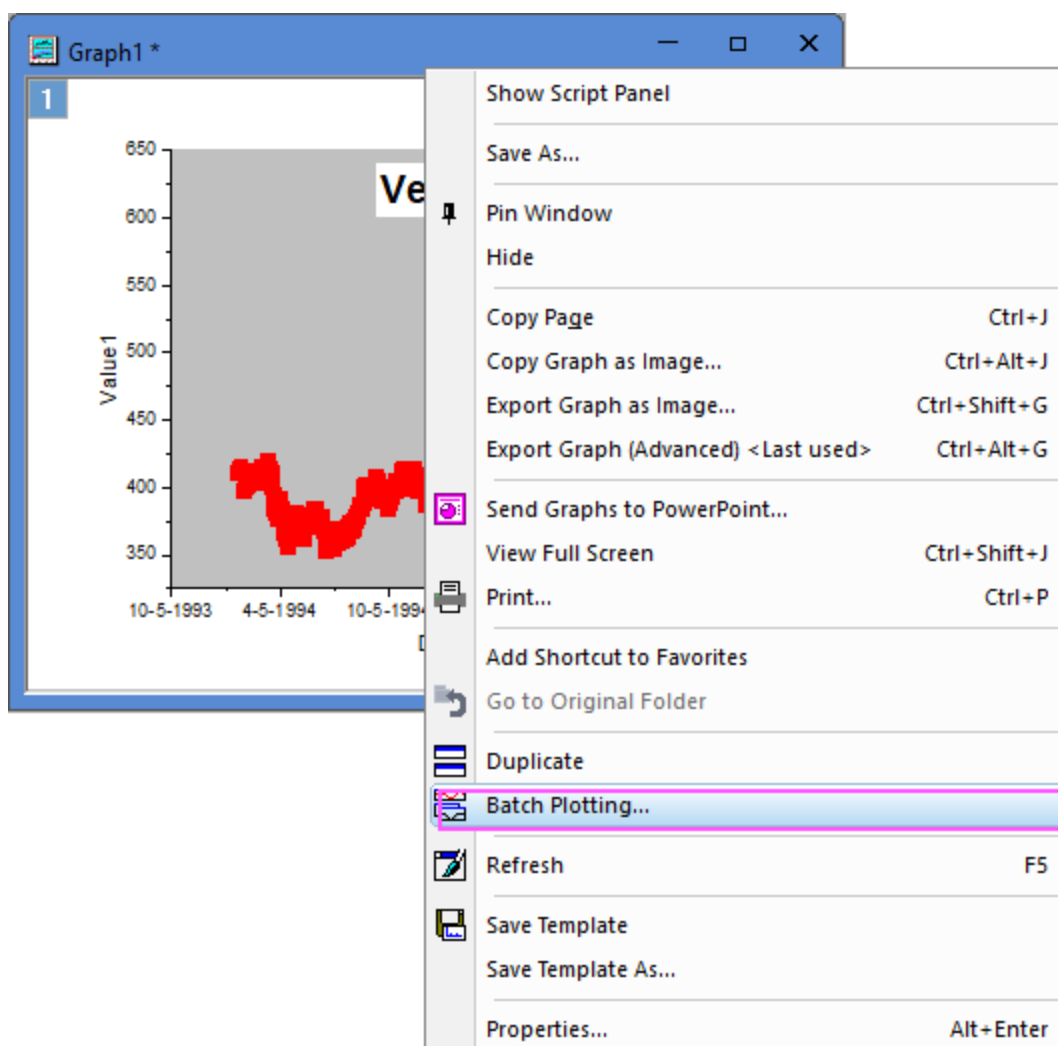 Graph1 *
1
650
600
550
500
450
400
350
Value1
Ve
10-5-1993 4-5-1994 10-5-1994
Show Script Panel
Save As...
Pin Window
Hide
Copy Page Ctrl+J
Copy Graph as Image... Ctrl+Alt+J
Export Graph as Image... Ctrl+Shift+G
Export Graph (Advanced) <Last used> Ctrl+Alt+G
Send Graphs to PowerPoint...
View Full Screen Ctrl+Shift+J
Print... Ctrl+P
Add Shortcut to Favorites
Go to Original Folder
Duplicate
Batch Plotting...
Refresh F5
Save Template
Save Template As...
Properties... Alt+Enter